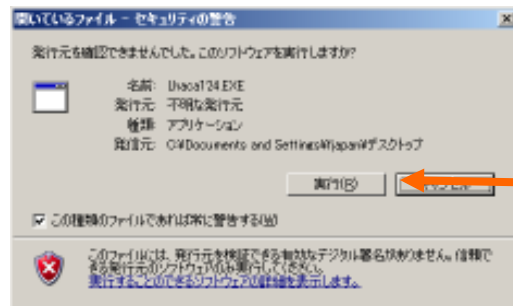 開いているファイル - セキュリティの警告
発行元を確認できませんでした。このソフトウェアを実行しますか?
名前: Lhaca124.EXE
発行元: 不明な発行元
種類: アプリケーション
発信元: C:¥Documents and Settings¥japan¥デスクトップ
実行(R)
この種類のファイルであれば常に警告する(W)
このファイルには、発行元を検証できる有効なデジタル署名がありません。信頼で
きる発行元のソフトウェアのみ実行してください。
実行することのできるソフトウェアの詳細を表示します。